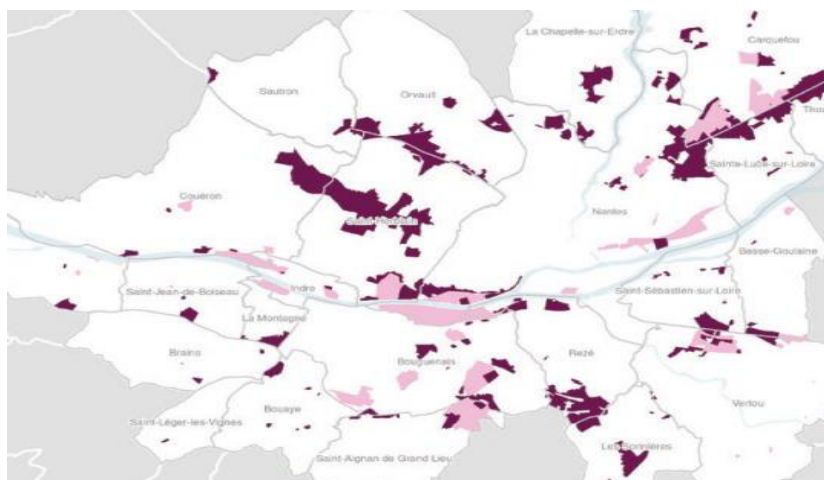 La Chapelle-sur-Erdre
Carquefou
Sautron
Orvault
Thou
Sainte-Luce-sur-Loire
Couëron
Saint-Herblain
Nantes
Basse-Goulaine
Saint-Jean-de-Boiseau
Indre
Saint-Sébastien-sur-Loire
La Montagne
Brains
Bouguenais
Rezé
Vertou
Saint-Léger-les-Vignes
Bouaye
Les Sorinières
Saint-Aignan de Grand Lieu